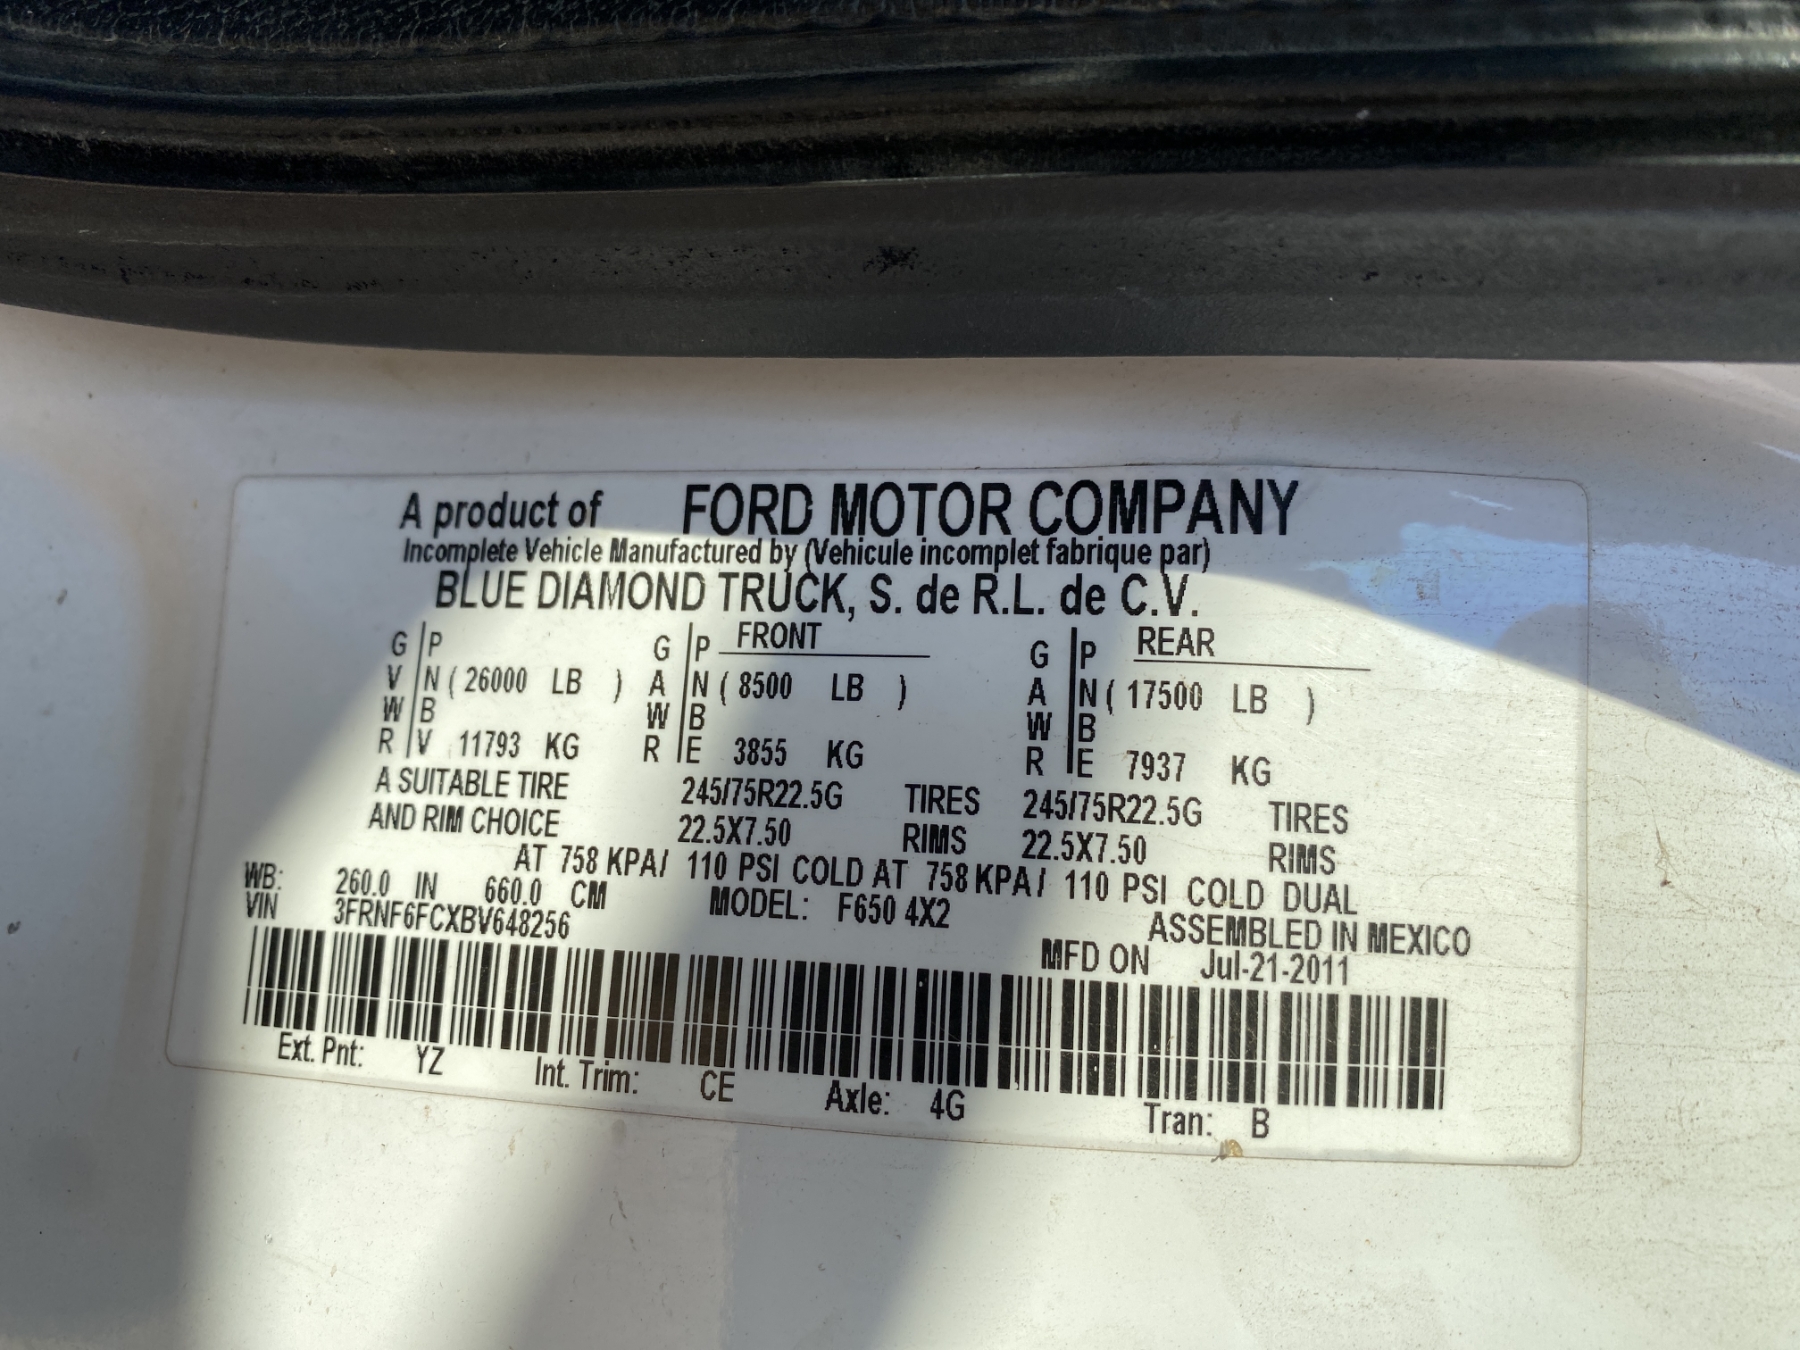 A product of FORD MOTOR COMPANY
Incomplete Vehicle Manufactured by (Vehicule incomplet fabrique par)
BLUE DIAMOND TRUCK, S. de R.L. de C.V.
G P G P FRONT G P REAR
V N ( 26000 LB ) A N ( 8500 LB ) A N ( 17500 LB )
W B W B W B
R V 11793 KG R E 3855 KG R E 7937 KG
A SUITABLE TIRE 245/75R22.5G TIRES 245/75R22.5G TIRES
AND RIM CHOICE 22.5X7.50 RIMS 22.5X7.50 RIMS
AT 758 KPA/ 110 PSI COLD AT 758 KPA/ 110 PSI COLD DUAL
WB: 260.0 IN 660.0 CM MODEL: F650 4X2 ASSEMBLED IN MEXICO
VIN 3FRNF6FCXBV648256 MFD ON Jul-21-2011
Ext. Pnt: YZ Int. Trim: CE Axle: 4G Tran: B